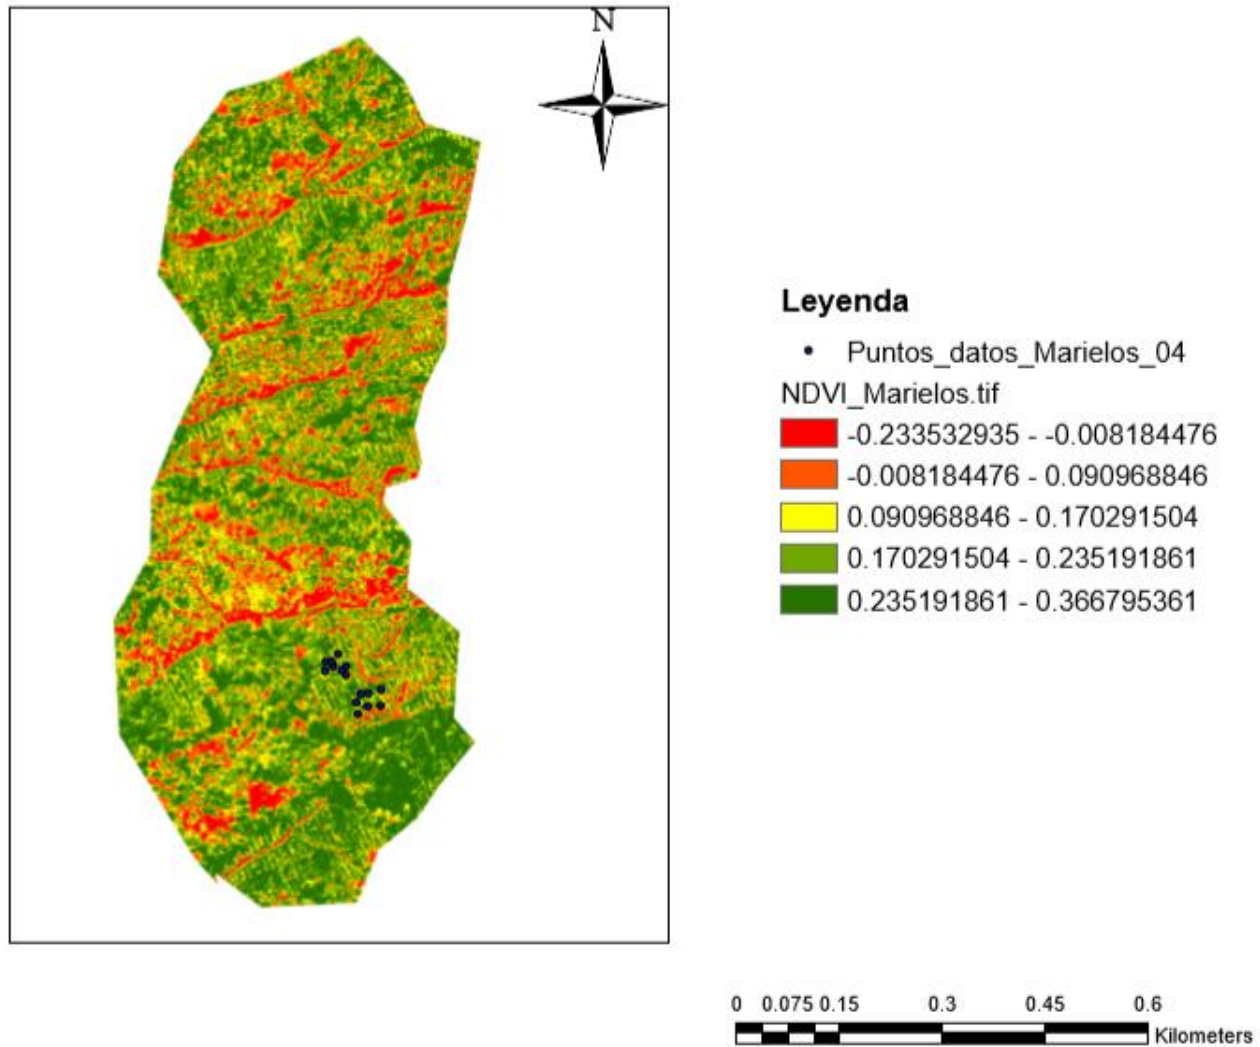 N
Leyenda
Puntos_datos_Marielos_04
NDVI_Marielos.tif
-0.233532935 - -0.008184476
-0.008184476 - 0.090968846
0.090968846 - 0.170291504
0.170291504 - 0.235191861
0.235191861 - 0.366795361
0 0.075 0.15 0.3 0.45 0.6
Kilometers